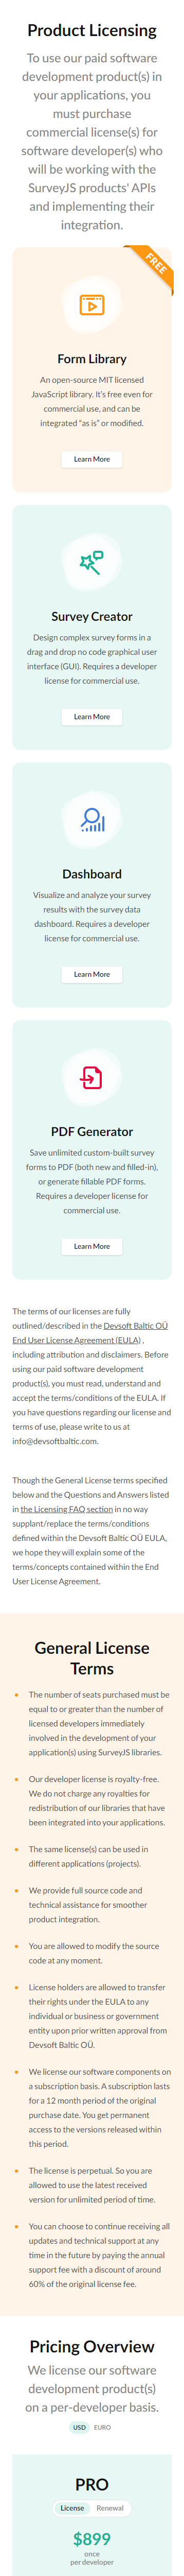 Product Licensing
To use our paid software
development product(s) in
your applications, you
must purchase
commercial license(s) for
software developer(s) who
will be working with the
SurveyJS products' APIs
and implementing their
integration.
FREE
Form Library
An open-source MIT licensed
JavaScript library. It's free even for
commercial use, and can be
integrated "as is" or modified.
Learn More
Survey Creator
Design complex survey forms in a
drag and drop no code graphical user
interface (GUI). Requires a developer
license for commercial use.
Learn More
Dashboard
Visualize and analyze your survey
results with the survey data
dashboard. Requires a developer
license for commercial use.
Learn More
PDF Generator
Save unlimited custom-built survey
forms to PDF (both new and filled-in),
or generate fillable PDF forms.
Requires a developer license for
commercial use.
Learn More
The terms of our licenses are fully
outlined/described in the Devsoft Baltic OÜ
End User License Agreement (EULA) ,
including attribution and disclaimers. Before
using our paid software development
product(s), you must read, understand and
accept the terms/conditions of the EULA. If
you have questions regarding our license and
terms of use, please write to us at
info@devsoftbaltic.com.
Though the General License terms specified
below and the Questions and Answers listed
in the Licensing FAQ section in no way
supplant/replace the terms/conditions
defined within the Devsoft Baltic OÜ EULA,
we hope they will explain some of the
terms/concepts contained within the End
User License Agreement.
General License
Terms
• The number of seats purchased must be
equal to or greater than the number of
licensed developers immediately
involved in the development of your
application(s) using SurveyJS libraries.
• Our developer license is royalty-free.
We do not charge any royalties for
redistribution of our libraries that have
been integrated into your applications.
• The same license(s) can be used in
different applications (projects).
• We provide full source code and
technical assistance for smoother
product integration.
• You are allowed to modify the source
code at any moment.
• License holders are allowed to transfer
their rights under the EULA to any
individual or business or government
entity upon prior written approval from
Devsoft Baltic OÜ.
• We license our software components on
a subscription basis. A subscription lasts
for a 12 month period of the original
purchase date. You get permanent
access to the versions released within
this period.
• The license is perpetual. So you are
allowed to use the latest received
version for unlimited period of time.
• You can choose to continue receiving all
updates and technical support at any
time in the future by paying the annual
support fee with a discount of around
60% of the original license fee.
Pricing Overview
We license our software
development product(s)
on a per-developer basis.
USD EURO
PRO
License Renewal
$899
once
per developer